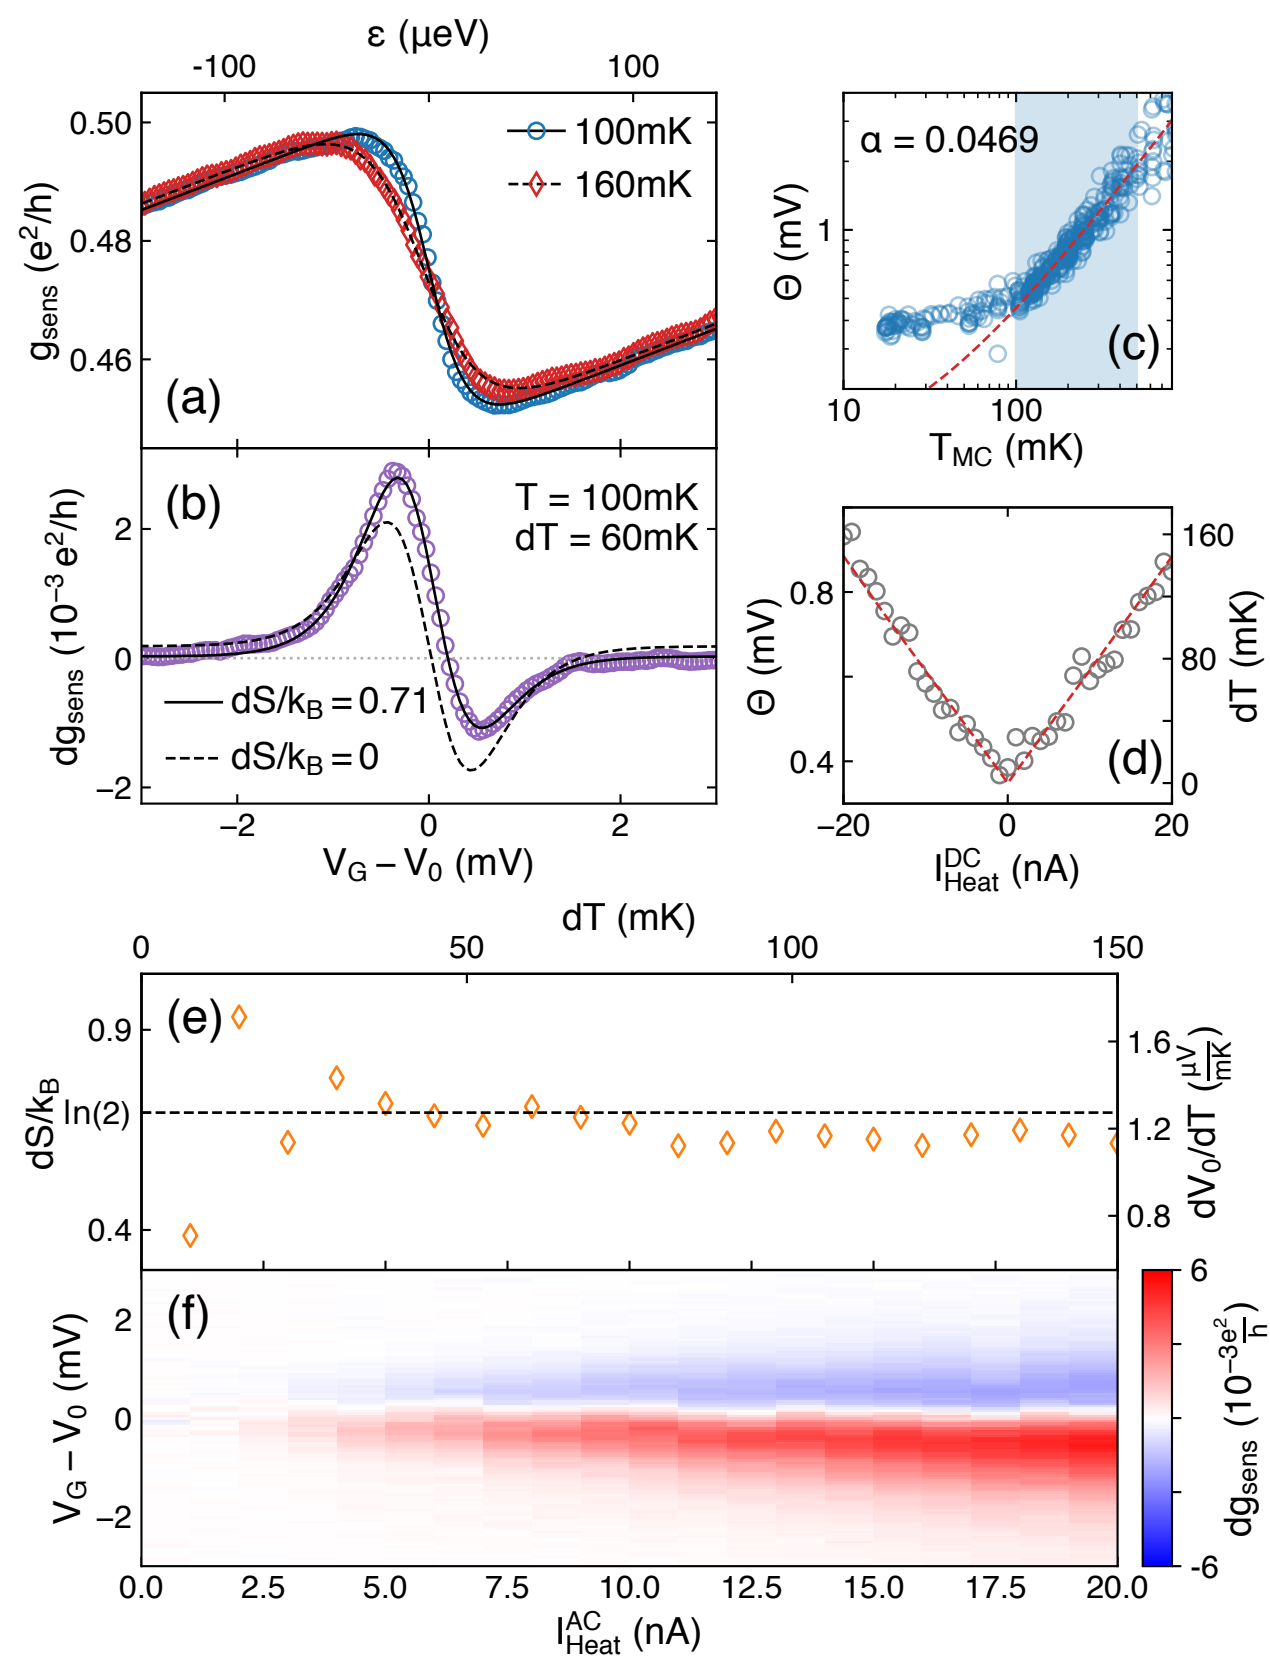 ε (μeV)
-100 100
0.50
0.48
0.46
g_sens (e²/h)
100mK
160mK
(a)
α = 0.0469
Θ (mV)
1
(c)
10 100
T_MC (mK)
(b)
T = 100mK
dT = 60mK
dg_sens (10⁻³ e²/h)
2
0
−2
dS/k_B = 0.71
dS/k_B = 0
−2 0 2
V_G − V_0 (mV)
Θ (mV)
0.8
0.4
160
80
0
dT (mK)
(d)
−20 0 20
I_Heat^DC (nA)
dT (mK)
0 50 100 150
(e)
dS/k_B
0.9
ln(2)
0.4
1.6
1.2
0.8
dV_0/dT (μV/mK)
(f)
V_G − V_0 (mV)
2
0
−2
6
-6
dg_sens (10⁻³e²/h)
0.0 2.5 5.0 7.5 10.0 12.5 15.0 17.5 20.0
I_Heat^AC (nA)